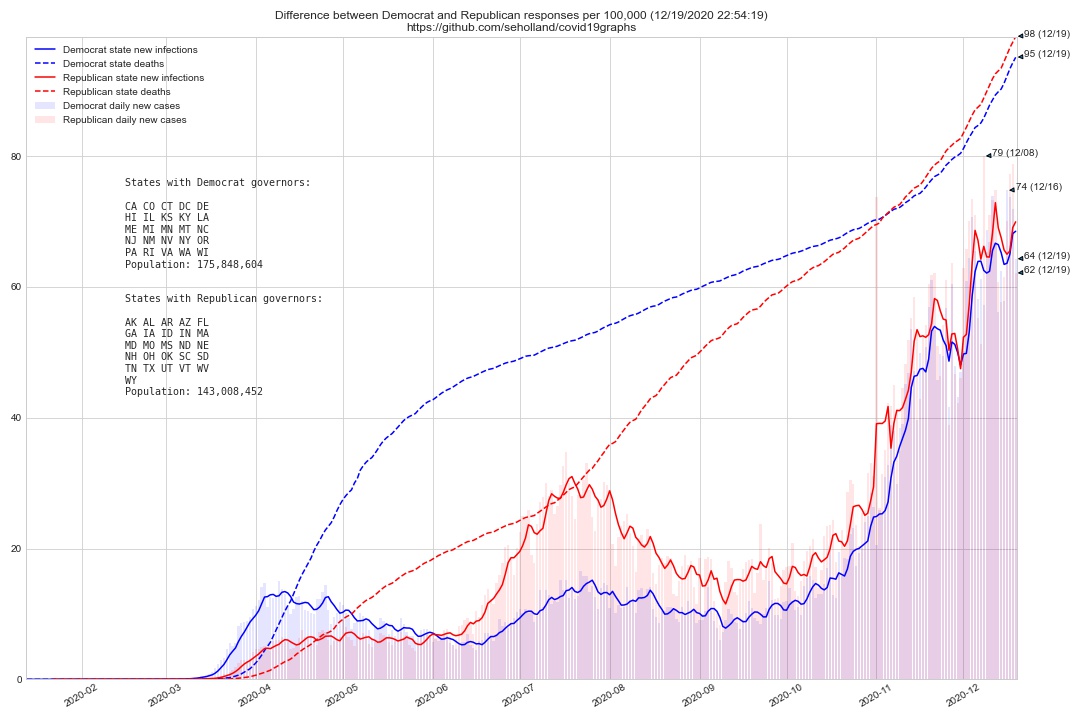 Difference between Democrat and Republican responses per 100,000 (12/19/2020 22:54:19)
https://github.com/seholland/covid19graphs
Democrat state new infections
Democrat state deaths
Republican state new infections
Republican state deaths
Democrat daily new cases
Republican daily new cases
98 (12/19)
95 (12/19)
79 (12/08)
74 (12/16)
64 (12/19)
62 (12/19)
States with Democrat governors:
CA CO CT DC DE
HI IL KS KY LA
ME MI MN MT NC
NJ NM NV NY OR
PA RI VA WA WI
Population: 175,848,604
States with Republican governors:
AK AL AR AZ FL
GA IA ID IN MA
MD MO MS ND NE
NH OH OK SC SD
TN TX UT VT WV
WY
Population: 143,008,452
80
60
40
20
0
2020-02
2020-03
2020-04
2020-05
2020-06
2020-07
2020-08
2020-09
2020-10
2020-11
2020-12